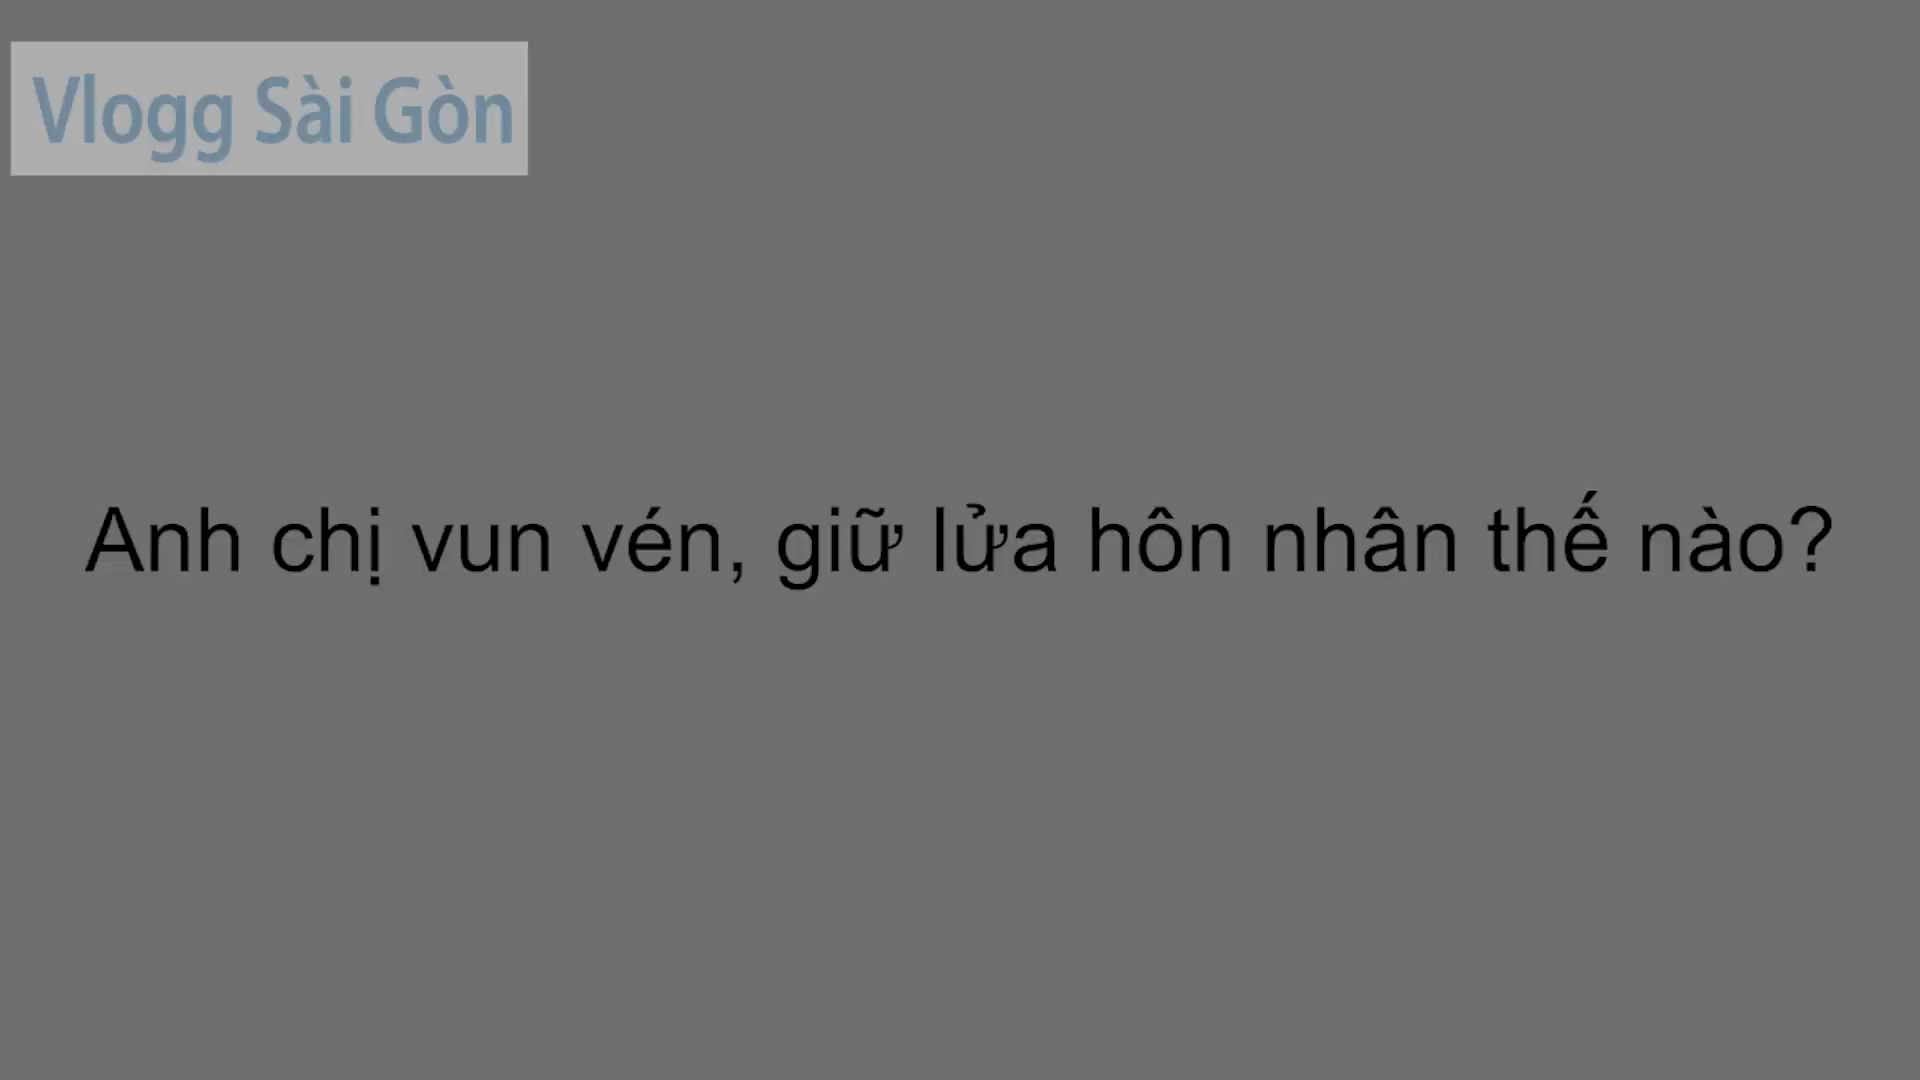 Vlogg Sài Gòn
Anh chị vun vén, giữ lửa hôn nhân thế nào?